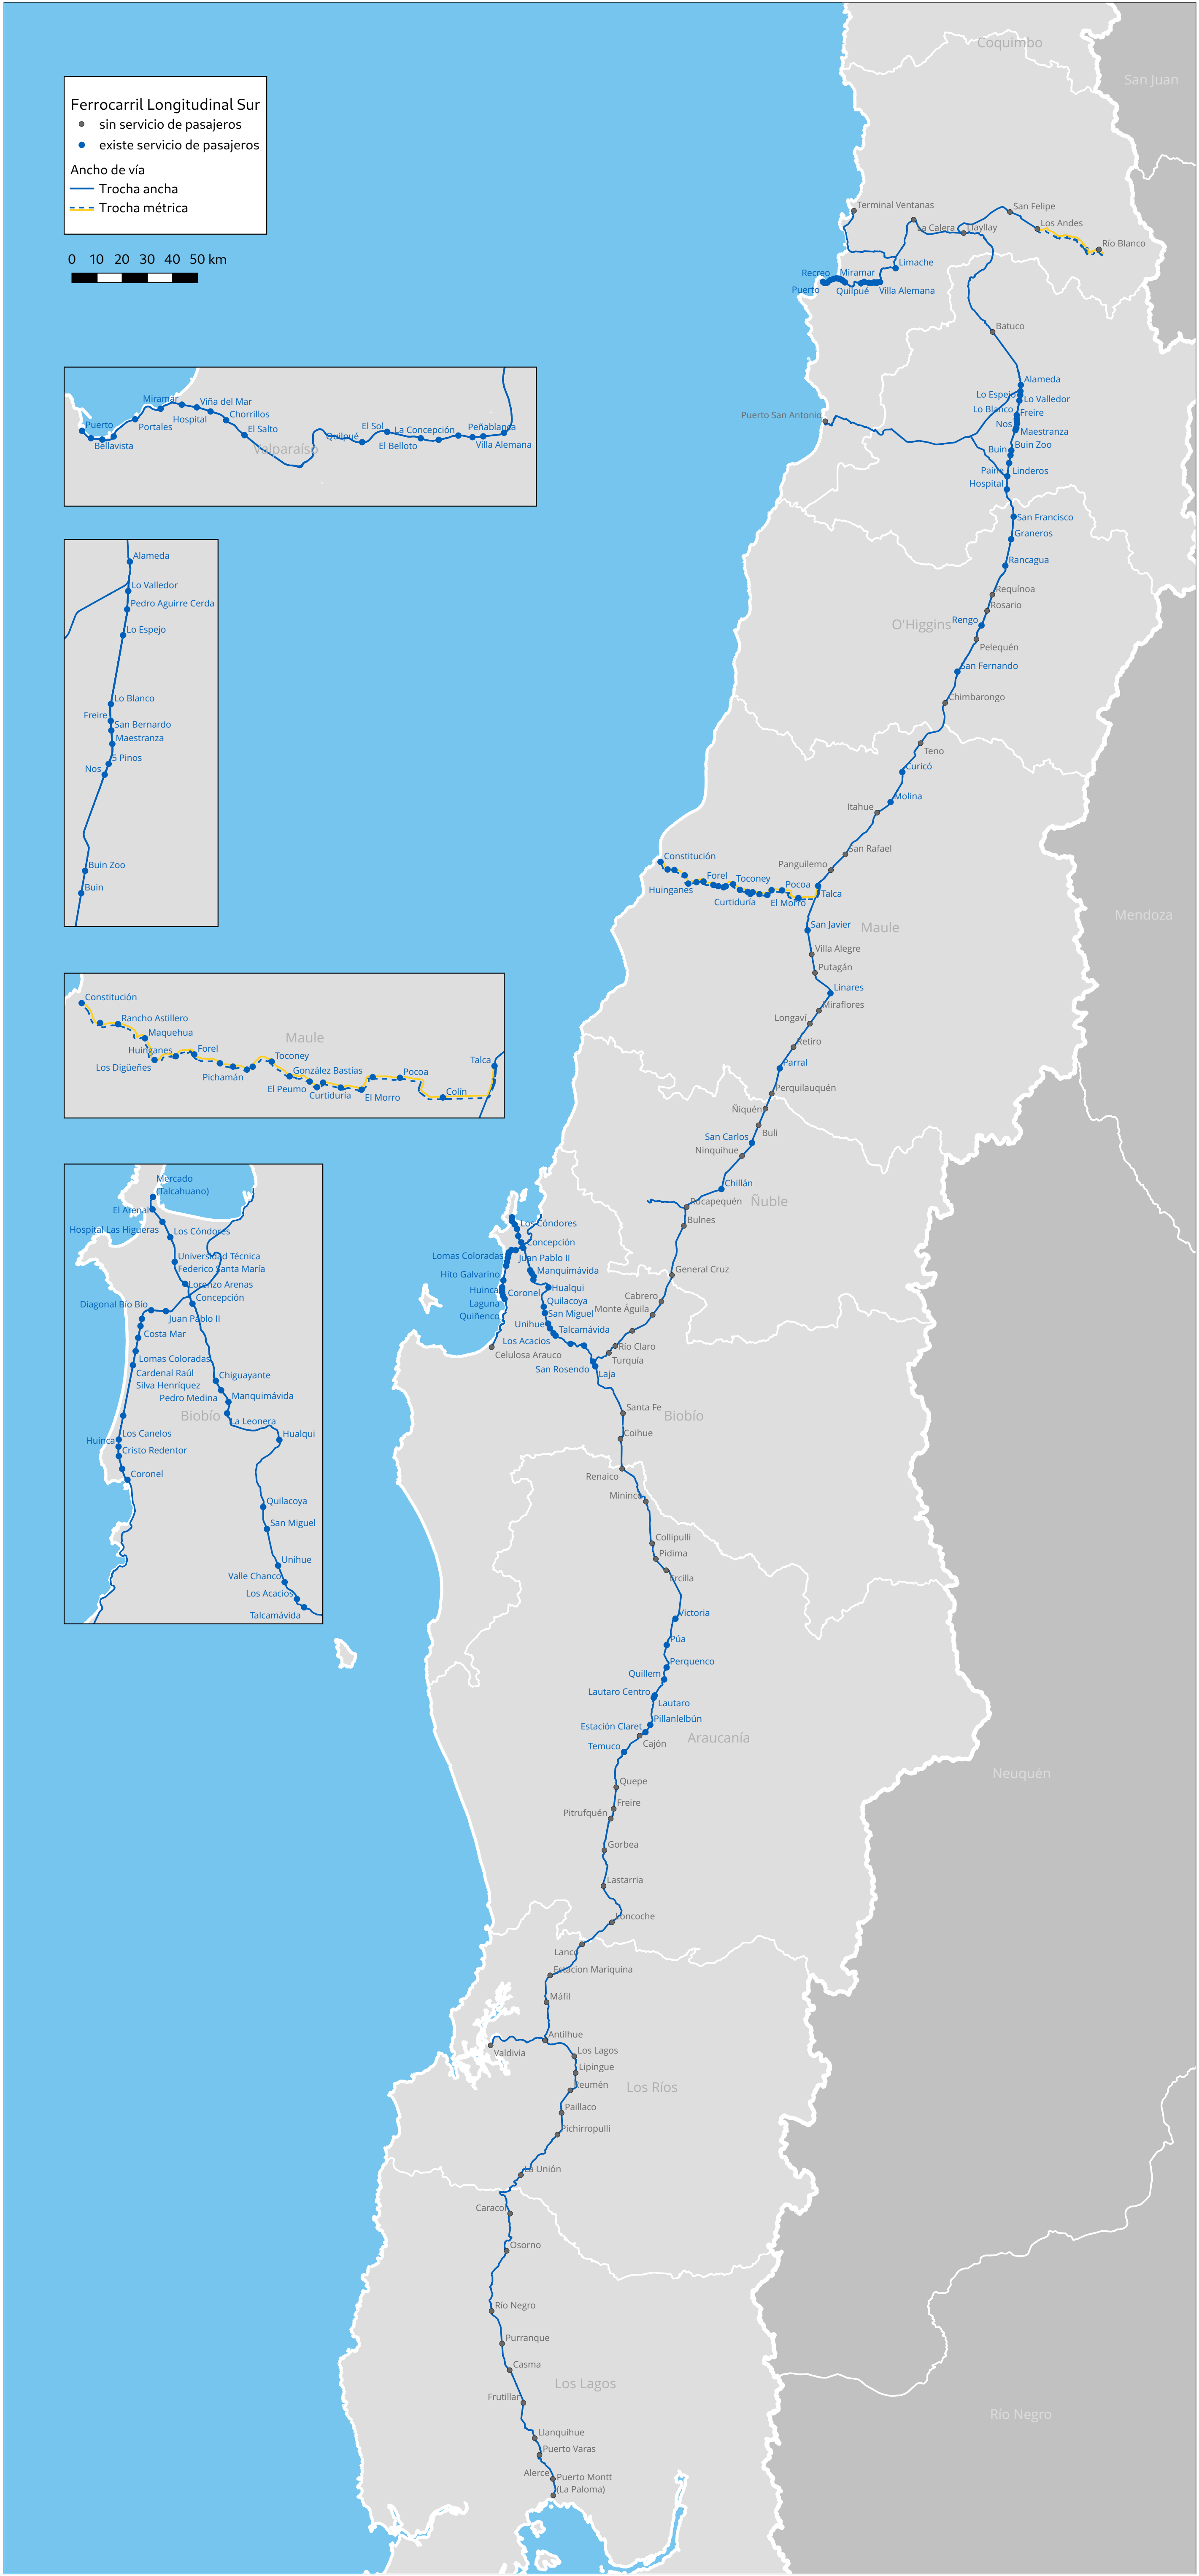 Coquimbo
San Juan
Ferrocarril Longitudinal Sur
sin servicio de pasajeros
existe servicio de pasajeros
Ancho de vía
Trocha ancha
Trocha métrica
0 10 20 30 40 50 km
Terminal Ventanas
San Felipe
La Calera
Llayllay
Los Andes
Río Blanco
Limache
Recreo
Miramar
Puerto
Quilpué
Villa Alemana
Batuco
Alameda
Lo Espejo
Lo Valledor
Lo Blanco
Freire
Puerto San Antonio
Nos
Maestranza
Buin Zoo
Buin
Paine
Linderos
Hospital
San Francisco
Graneros
Rancagua
Requínoa
Rosario
O'Higgins
Rengo
Pelequén
San Fernando
Chimbarongo
Teno
Curicó
Molina
Itahue
San Rafael
Panguilemo
Constitución
Forel
Toconey
Pocoa
Huinganes
Curtiduría
El Morro
Talca
San Javier
Maule
Mendoza
Villa Alegre
Putagán
Linares
Miraflores
Longaví
Retiro
Parral
Perquilauquén
Ñiquén
Buli
San Carlos
Ninquihue
Chillán
Ñuble
Rucapequén
Bulnes
Los Cóndores
Concepción
Lomas Coloradas
Juan Pablo II
Hito Galvarino
Manquimávida
Huinca
Coronel
Hualqui
Laguna
Quiñenco
Quilacoya
San Miguel
Unihue
Talcamávida
Los Acacios
Celulosa Arauco
General Cruz
Cabrero
Monte Águila
Río Claro
Turquía
San Rosendo
Laja
Santa Fe
Biobío
Coihue
Renaico
Mininco
Collipulli
Pidima
Ercilla
Victoria
Púa
Perquenco
Quillem
Lautaro Centro
Lautaro
Pillanlelbún
Estación Claret
Cajón
Araucanía
Temuco
Neuquén
Quepe
Freire
Pitrufquén
Gorbea
Lastarria
Loncoche
Lanco
Estacion Mariquina
Máfil
Antilhue
Valdivia
Los Lagos
Lipingue
Reumén
Los Ríos
Paillaco
Pichirropulli
La Unión
Caracol
Osorno
Río Negro
Purranque
Casma
Los Lagos
Frutillar
Río Negro
Llanquihue
Puerto Varas
Alerce
Puerto Montt
(La Paloma)
Puerto
Bellavista
Portales
Miramar
Hospital
Viña del Mar
Chorrillos
El Salto
Valparaíso
Quilpué
El Sol
El Belloto
La Concepción
Peñablanca
Villa Alemana
Alameda
Lo Valledor
Pedro Aguirre Cerda
Lo Espejo
Lo Blanco
Freire
San Bernardo
Maestranza
5 Pinos
Nos
Buin Zoo
Buin
Constitución
Rancho Astillero
Maquehua
Huinganes
Los Digüeñes
Forel
Pichamán
Maule
Toconey
González Bastías
El Peumo
Curtiduría
El Morro
Pocoa
Colín
Talca
Mercado
(Talcahuano)
El Arenal
Hospital Las Higueras
Los Cóndores
Universidad Técnica
Federico Santa María
Lorenzo Arenas
Concepción
Diagonal Bío Bío
Juan Pablo II
Costa Mar
Lomas Coloradas
Cardenal Raúl
Silva Henríquez
Chiguayante
Pedro Medina
Manquimávida
Biobío
La Leonera
Hualqui
Los Canelos
Huinca
Cristo Redentor
Coronel
Quilacoya
San Miguel
Unihue
Valle Chanco
Los Acacios
Talcamávida